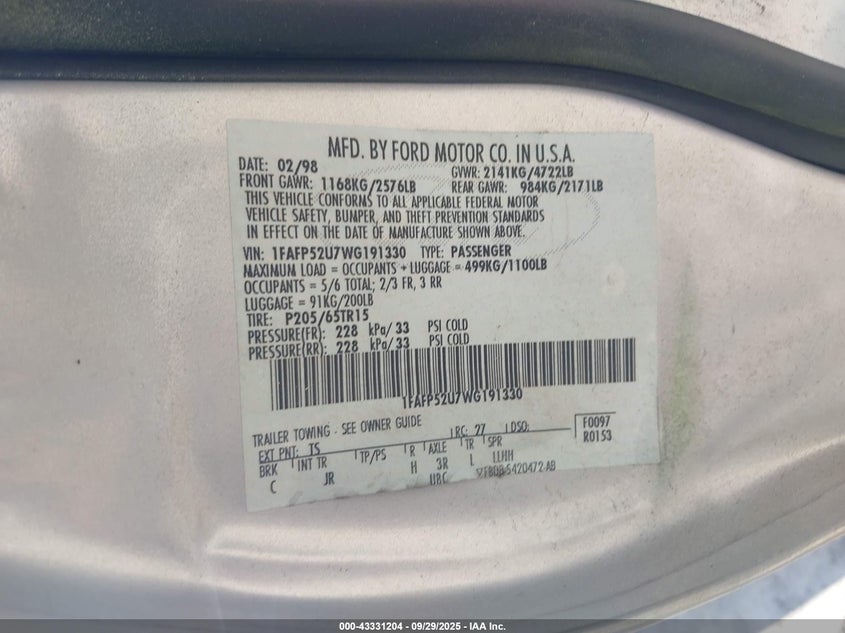 MFD. BY FORD MOTOR CO. IN U.S.A.
DATE: 02/98 GVWR: 2141KG/4722LB
FRONT GAWR: 1168KG/2576LB REAR GAWR: 984KG/2171LB
THIS VEHICLE CONFORMS TO ALL APPLICABLE FEDERAL MOTOR
VEHICLE SAFETY, BUMPER, AND THEFT PREVENTION STANDARDS
IN EFFECT ON THE DATE OF MANUFACTURE SHOWN ABOVE.
VIN: 1FAFP52U7WG191330 TYPE: PASSENGER
MAXIMUM LOAD = OCCUPANTS + LUGGAGE = 499KG/1100LB
OCCUPANTS = 5/6 TOTAL; 2/3 FR, 3 RR
LUGGAGE = 91KG/200LB
TIRE: P205/65TR15
PRESSURE(FR): 228 kPa/ 33 PSI COLD
PRESSURE(RR): 228 kPa/ 33 PSI COLD
1FAFP52U7WG191330
TRAILER TOWING - SEE OWNER GUIDE
EXT PNT: TS RC: 27 DSO: F0097
BRK INT TR TP/PS R AXLE TR SPR R0153
C JR H 3R L LLHH
UBC
000-43331204 | 09/29/2025 | IAA Inc.